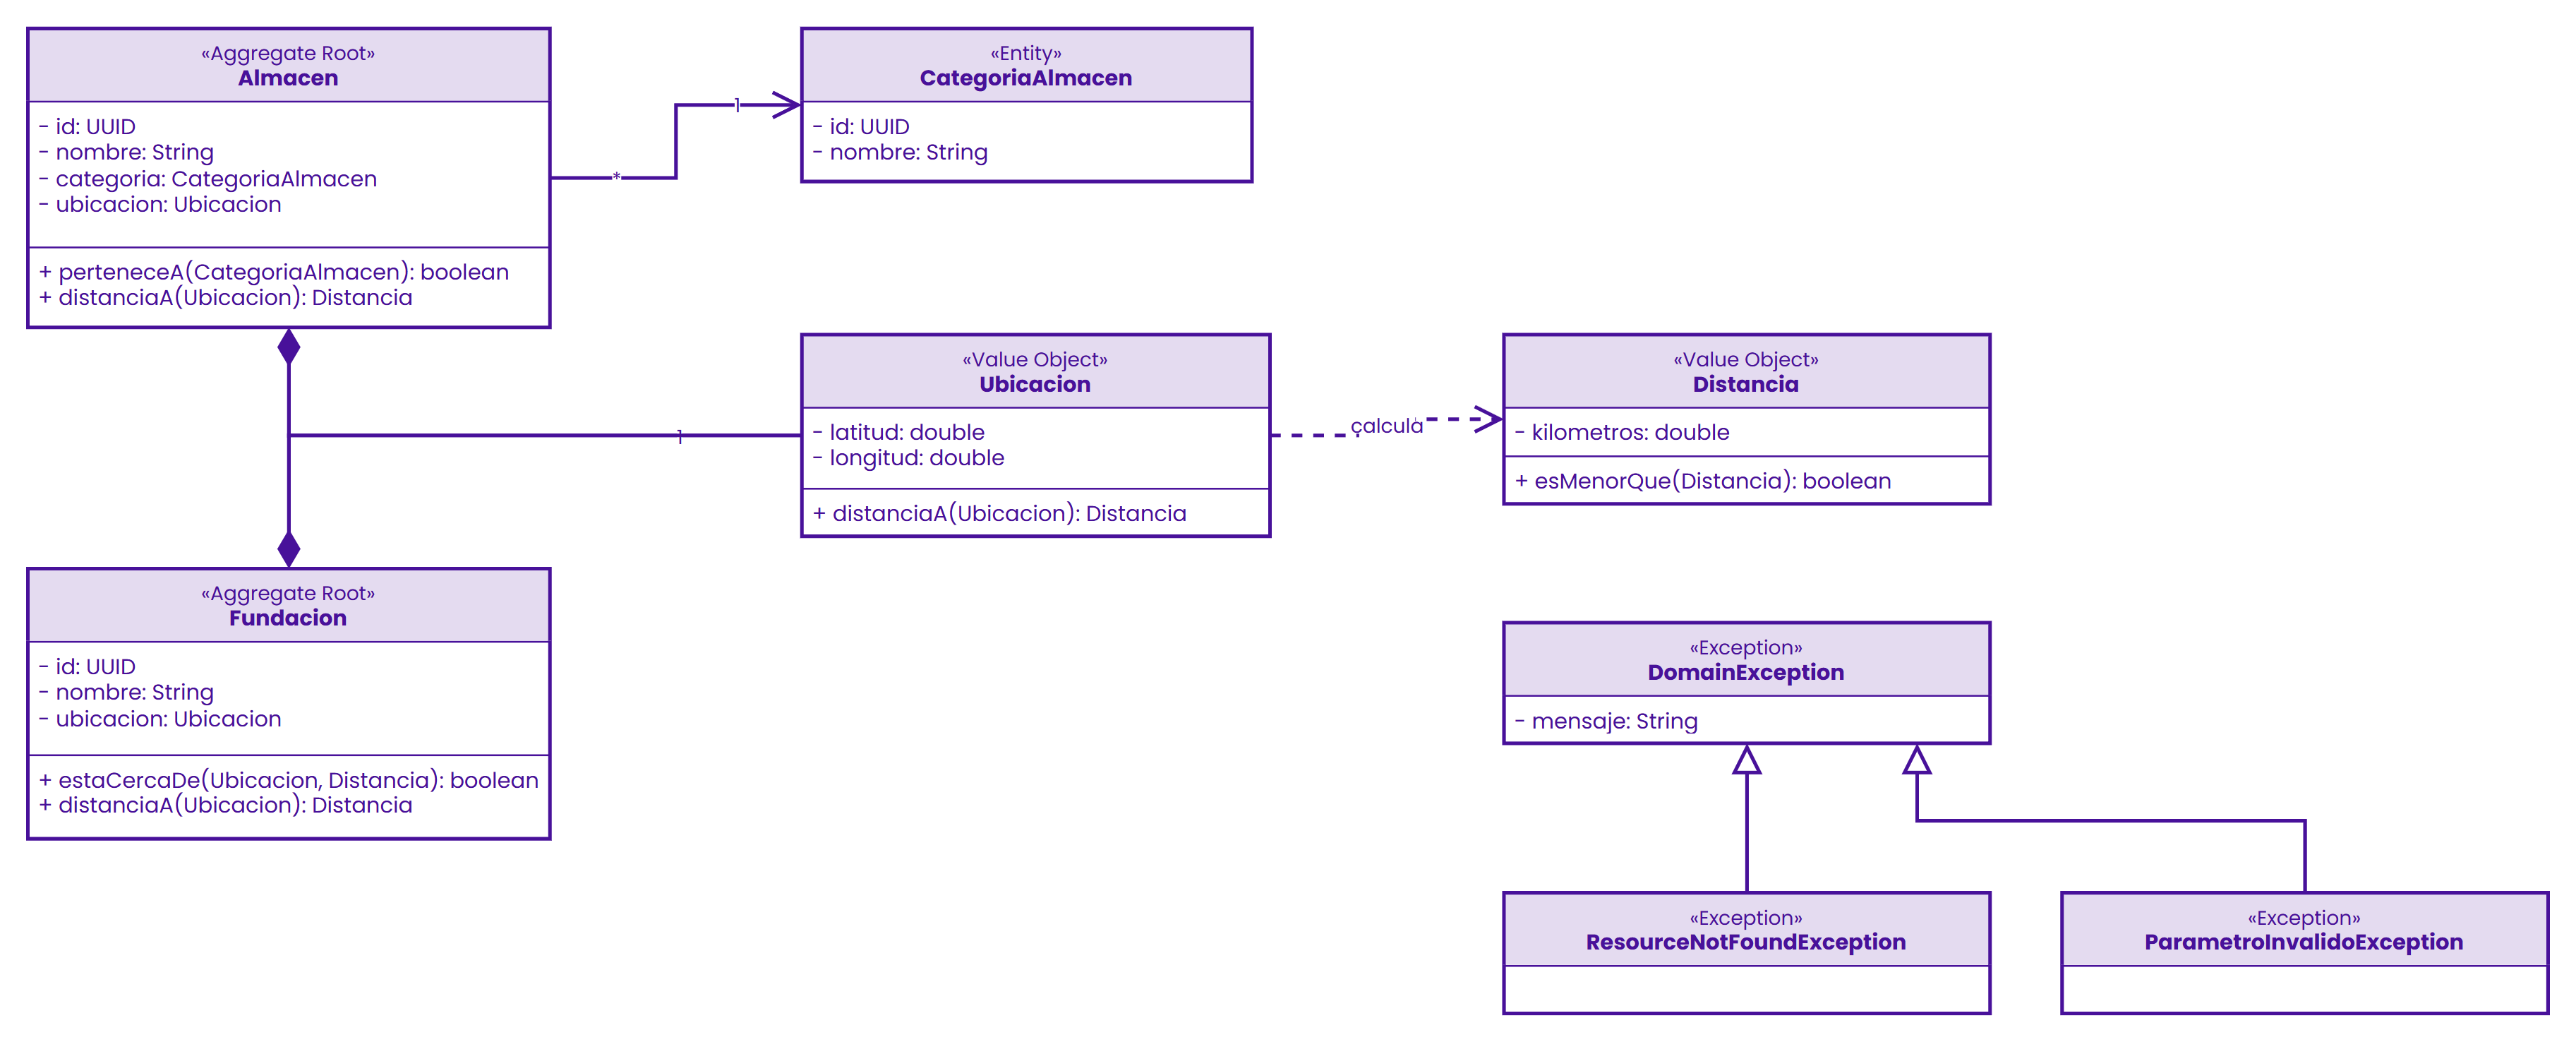 «Aggregate Root»
Almacen
- id: UUID
- nombre: String
- categoria: CategoriaAlmacen
- ubicacion: Ubicacion
+ perteneceA(CategoriaAlmacen): boolean
+ distanciaA(Ubicacion): Distancia
*
1
«Entity»
CategoriaAlmacen
- id: UUID
- nombre: String
1
«Value Object»
Ubicacion
- latitud: double
- longitud: double
+ distanciaA(Ubicacion): Distancia
calcula
«Value Object»
Distancia
- kilometros: double
+ esMenorQue(Distancia): boolean
«Aggregate Root»
Fundacion
- id: UUID
- nombre: String
- ubicacion: Ubicacion
+ estaCercaDe(Ubicacion, Distancia): boolean
+ distanciaA(Ubicacion): Distancia
«Exception»
DomainException
- mensaje: String
«Exception»
ResourceNotFoundException
«Exception»
ParametroInvalidoException